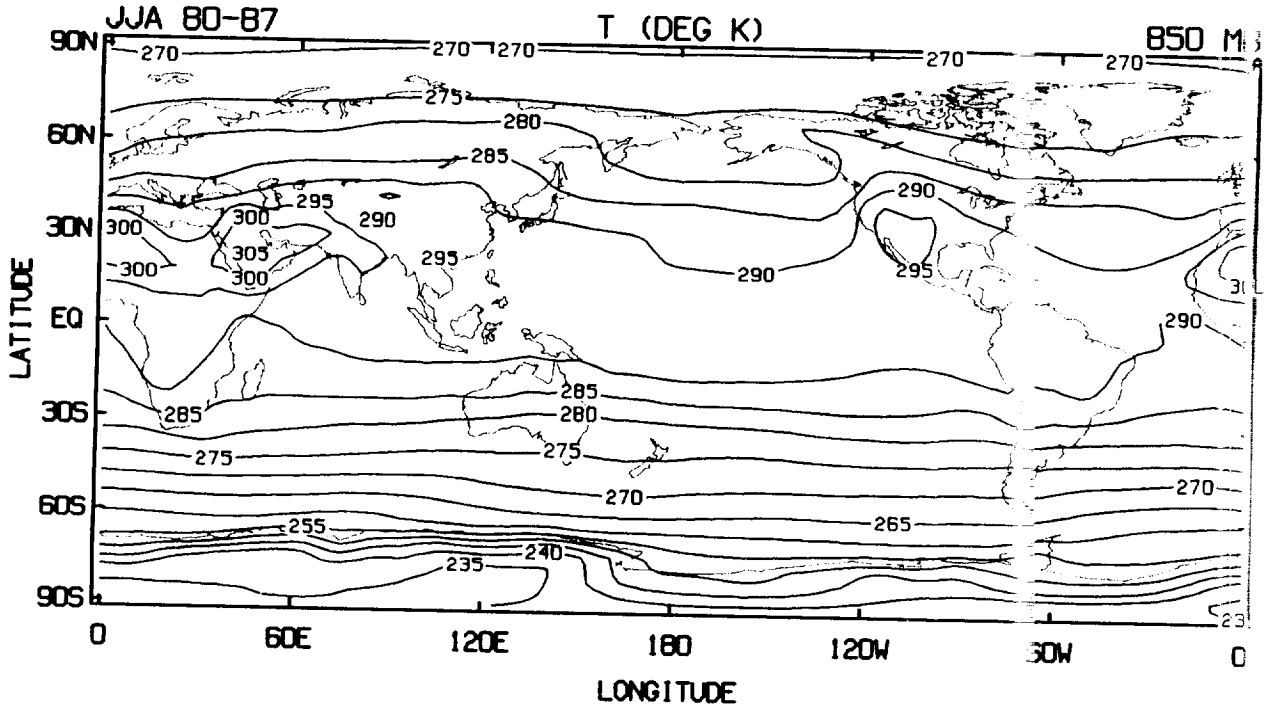 JJA 80-87 T (DEG K) 850 M
90N 270 270 270 270 270
275
60N 280
285
295 290 290
300 300
30N 300 305 295 290 295
300 300
EQ 290
285 285
30S 280
275 275
270 270
60S 255 265
240
235
90S
0 60E 120E 180 120W 0
LATITUDE
LONGITUDE